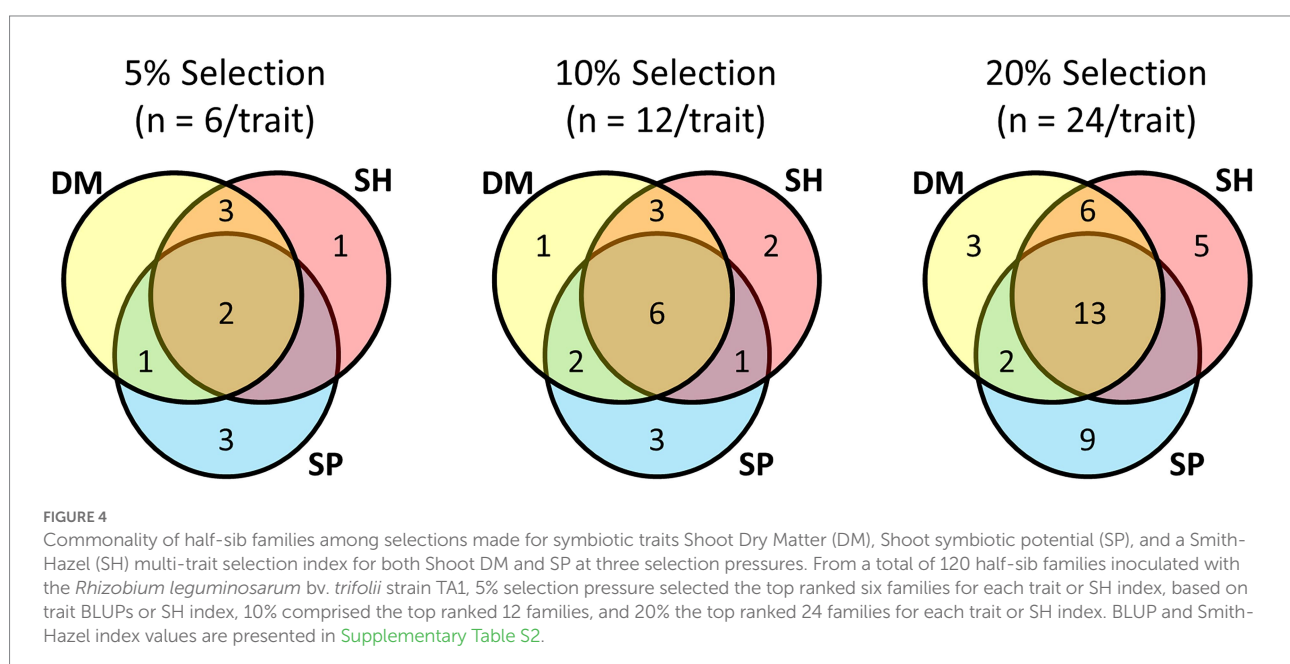 5% Selection
(n = 6/trait)
DM
SH
3
1
2
1
3
SP
10% Selection
(n = 12/trait)
DM
SH
3
1
2
6
2
1
3
SP
20% Selection
(n = 24/trait)
DM
SH
6
3
5
13
2
9
SP
FIGURE 4
Commonality of half-sib families among selections made for symbiotic traits Shoot Dry Matter (DM), Shoot symbiotic potential (SP), and a Smith-
Hazel (SH) multi-trait selection index for both Shoot DM and SP at three selection pressures. From a total of 120 half-sib families inoculated with
the Rhizobium leguminosarum bv. trifolii strain TA1, 5% selection pressure selected the top ranked six families for each trait or SH index, based on
trait BLUPs or SH index, 10% comprised the top ranked 12 families, and 20% the top ranked 24 families for each trait or SH index. BLUP and Smith-
Hazel index values are presented in Supplementary Table S2.